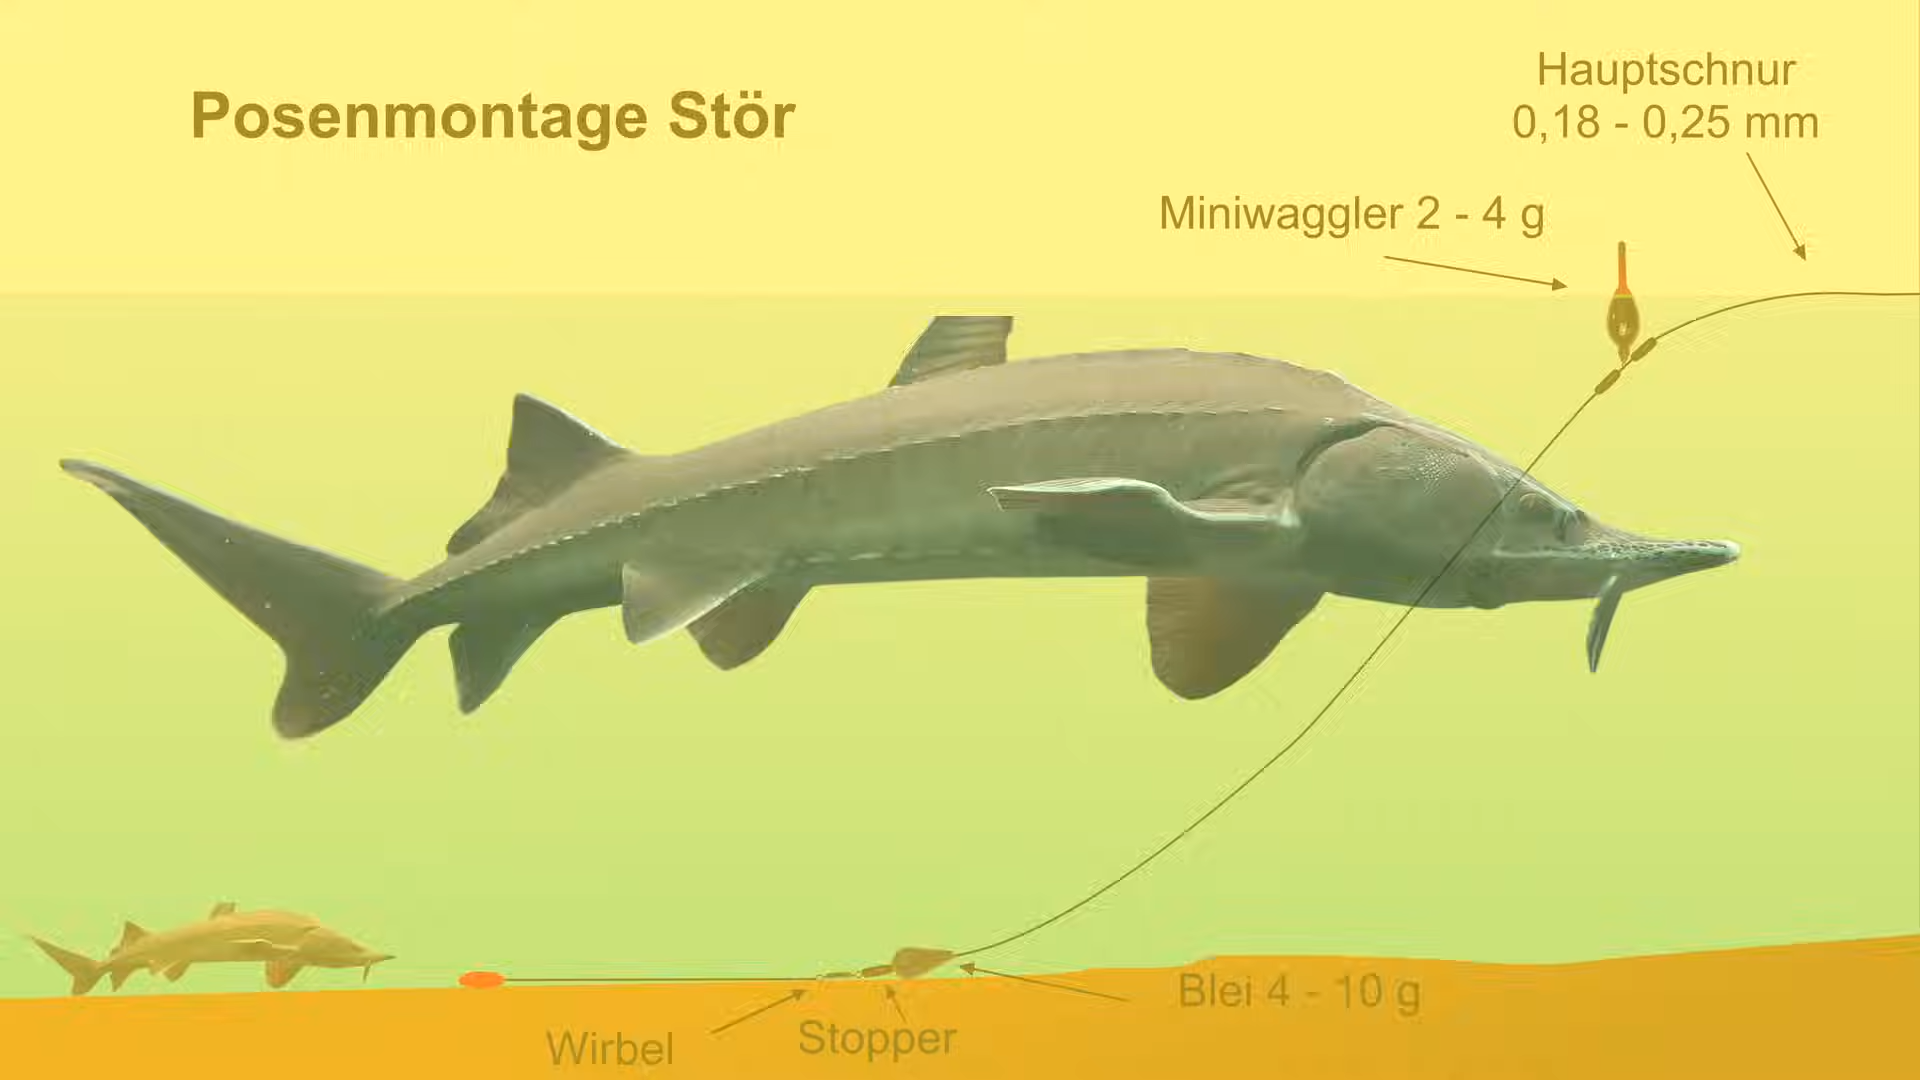 Posenmontage Stör
Hauptschnur
0,18 - 0,25 mm
Miniwaggler 2 - 4 g
Blei 4 - 10 g
Stopper
Wirbel